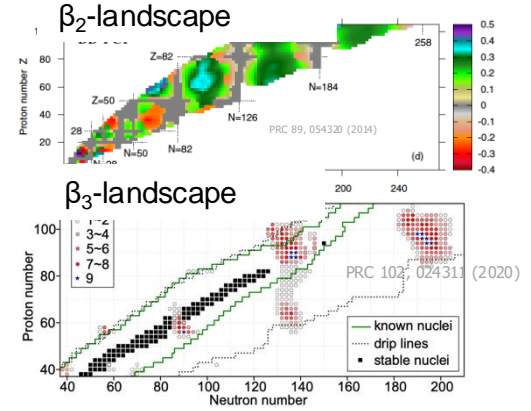 β₂-landscape
258
Z=82
Z=50
28
N=184
N=126
N=82
N=50
N=28
PRC 89, 054320 (2014)
(d)
Proton number Z
80
60
40
20
200
240
0.5
0.4
0.3
0.2
0.1
0
-0.1
-0.2
-0.3
-0.4
β₃-landscape
1~2
3~4
5~6
7~8
9
PRC 102, 024311 (2020)
Proton number
100
80
60
40
known nuclei
drip lines
stable nuclei
40
60
80
100
120
140
160
180
200
Neutron number